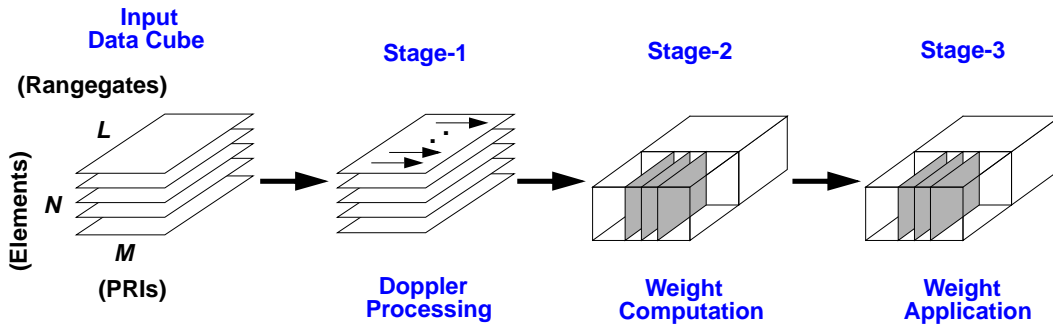 Input
Data Cube
Stage-1
Stage-2
Stage-3
(Rangegates)
L
(Elements)
N
M
(PRIs)
Doppler
Processing
Weight
Computation
Weight
Application